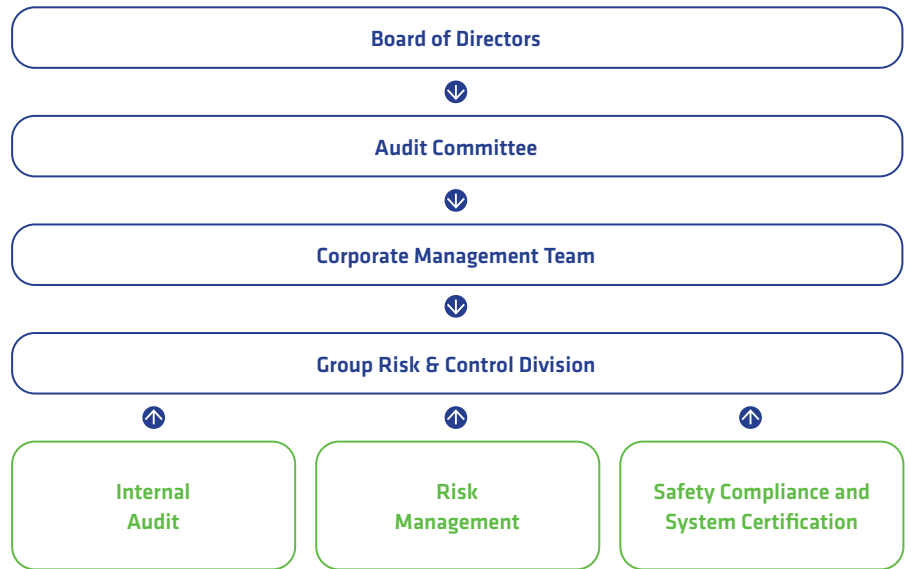 Board of Directors
Audit Committee
Corporate Management Team
Group Risk & Control Division
Internal
Audit
Risk
Management
Safety Compliance and
System Certification